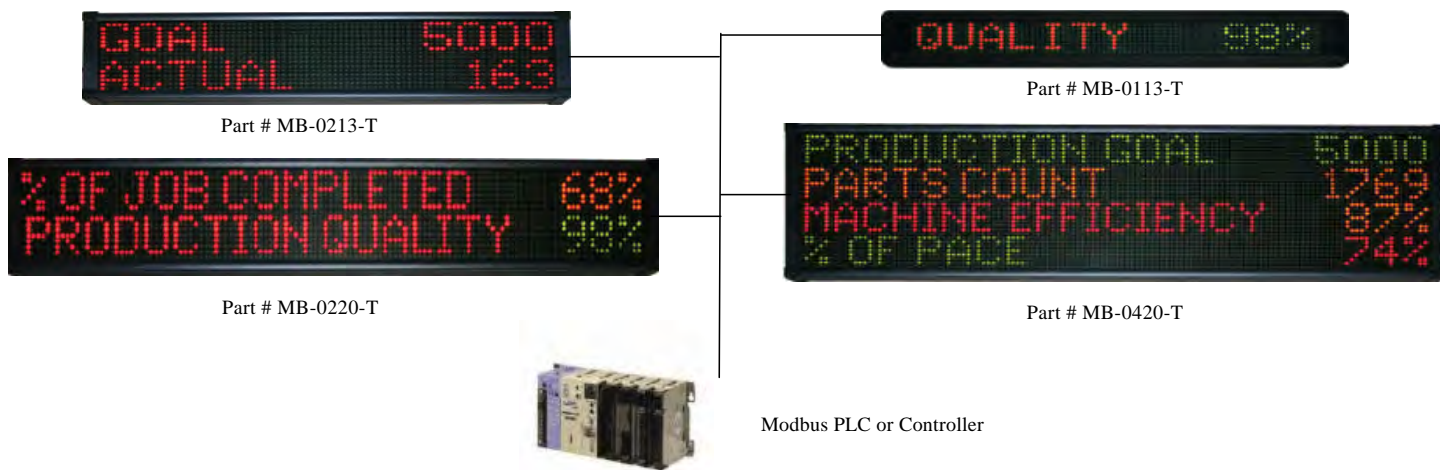 GOAL 5000
ACTUAL 163
Part # MB-0213-T
QUALITY 98%
Part # MB-0113-T
% OF JOB COMPLETED 68%
PRODUCTION QUALITY 98%
Part # MB-0220-T
PRODUCTION GOAL 5000
PARTS COUNT 1769
MACHINE EFFICIENCY 87%
% OF PACE 74%
Part # MB-0420-T
Modbus PLC or Controller